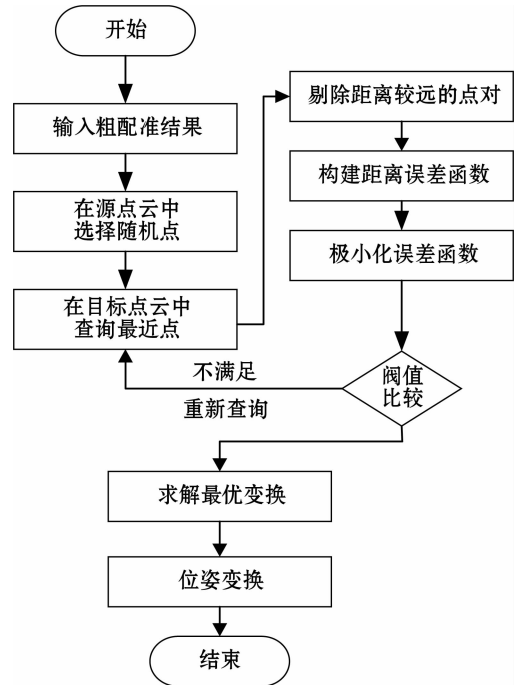 开始
输入粗配准结果
在源点云中
选择随机点
在目标点云中
查询最近点
剔除距离较远的点对
构建距离误差函数
极小化误差函数
阀值
比较
不满足
重新查询
求解最优变换
位姿变换
结束